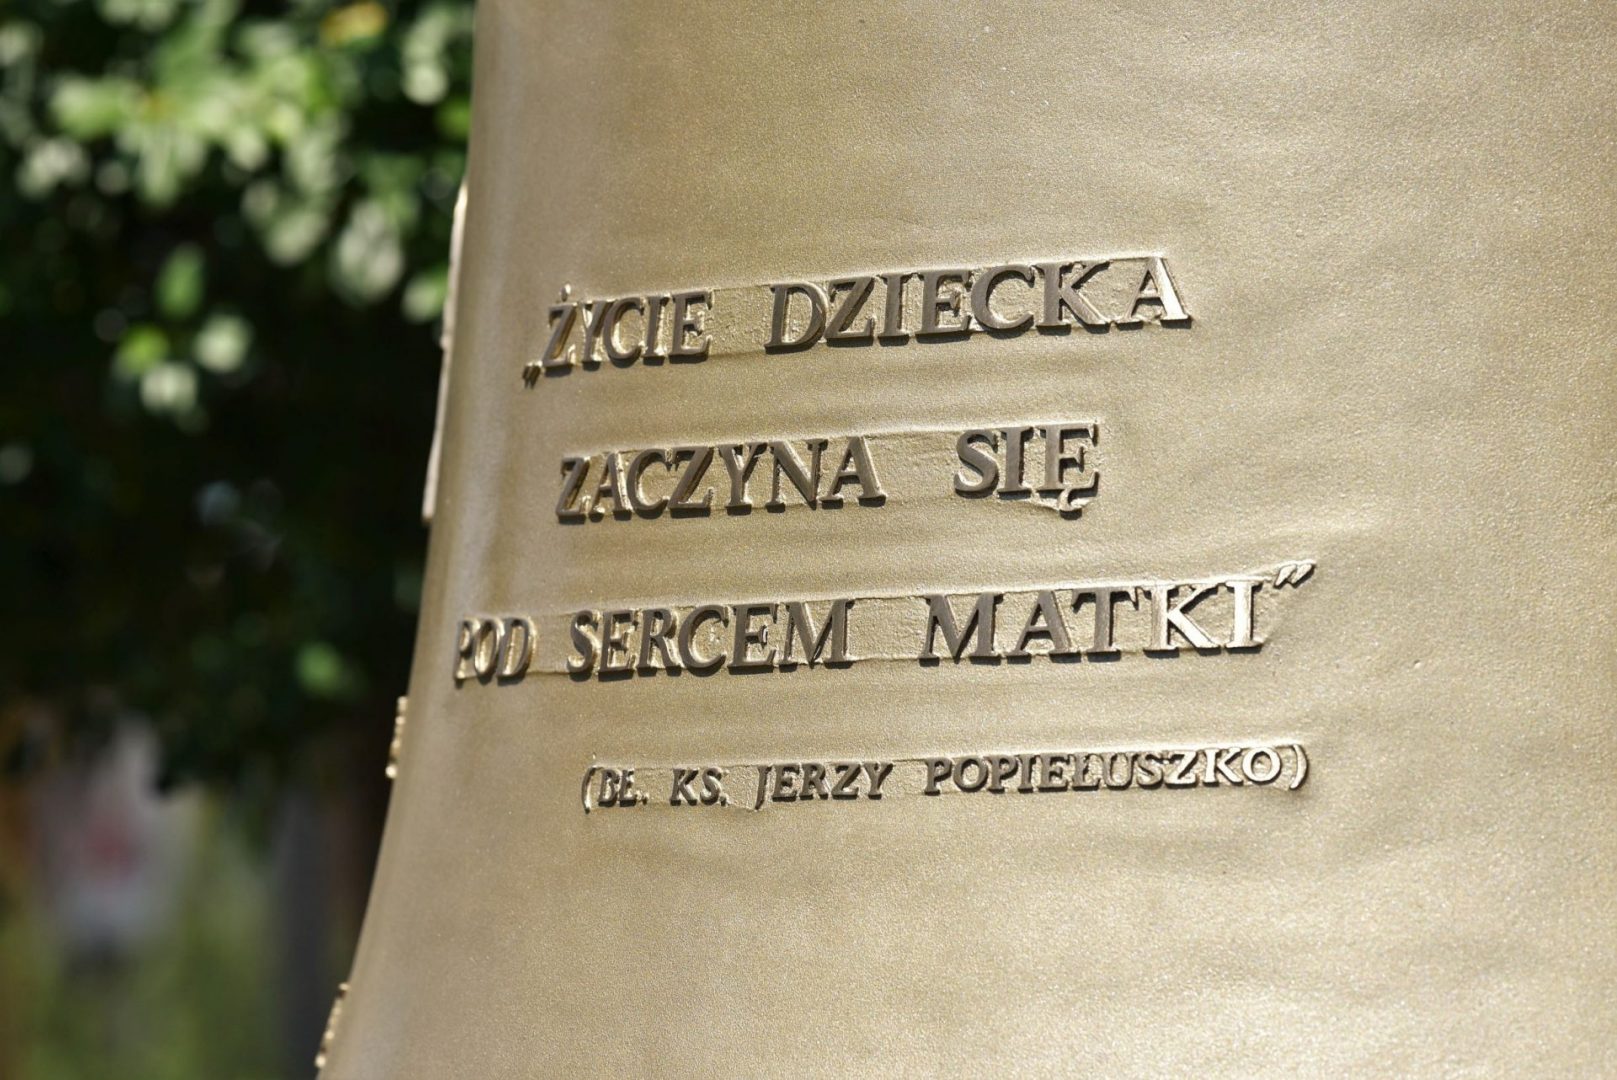 „ŻYCIE DZIECKA
ZACZYNA SIĘ
POD SERCEM MATKI”
(BŁ. KS. JERZY POPIEŁUSZKO)